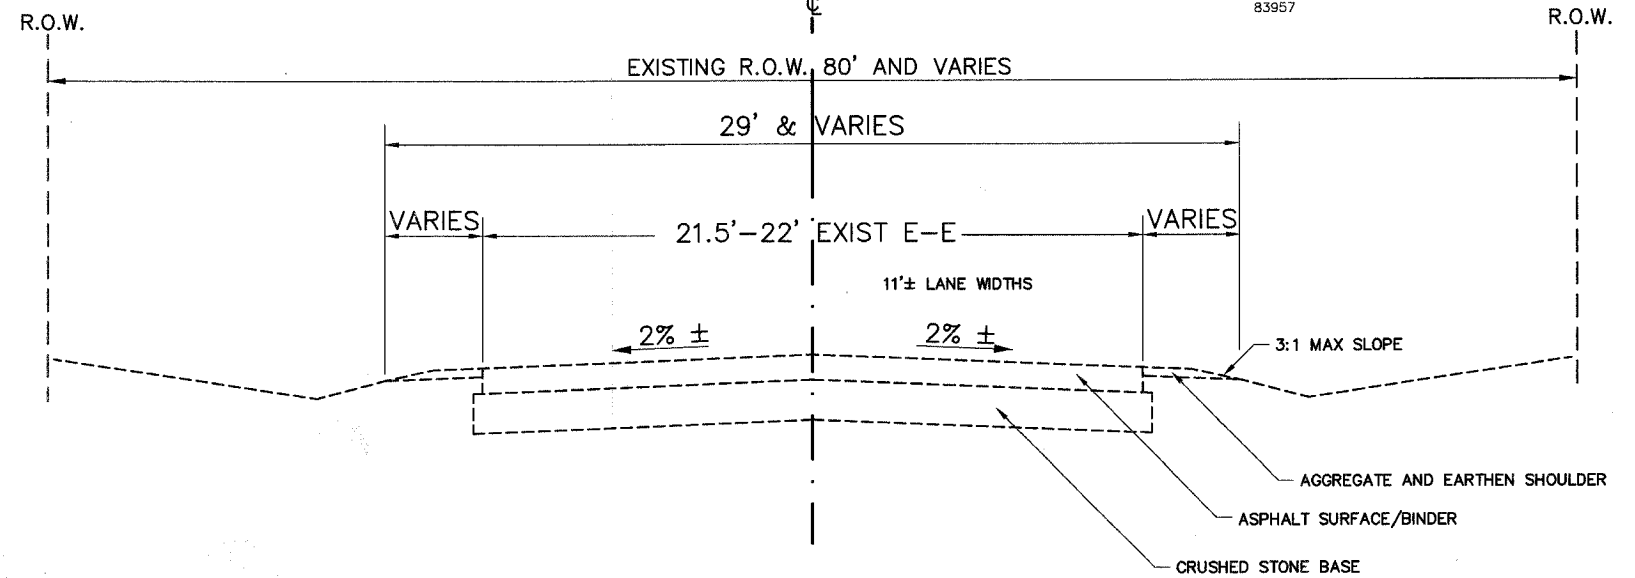 R.O.W.
℄
83957
R.O.W.
EXISTING R.O.W. 80' AND VARIES
29' & VARIES
VARIES
21.5'-22' EXIST E-E
VARIES
11'± LANE WIDTHS
2% ±
2% ±
3:1 MAX SLOPE
AGGREGATE AND EARTHEN SHOULDER
ASPHALT SURFACE/BINDER
CRUSHED STONE BASE